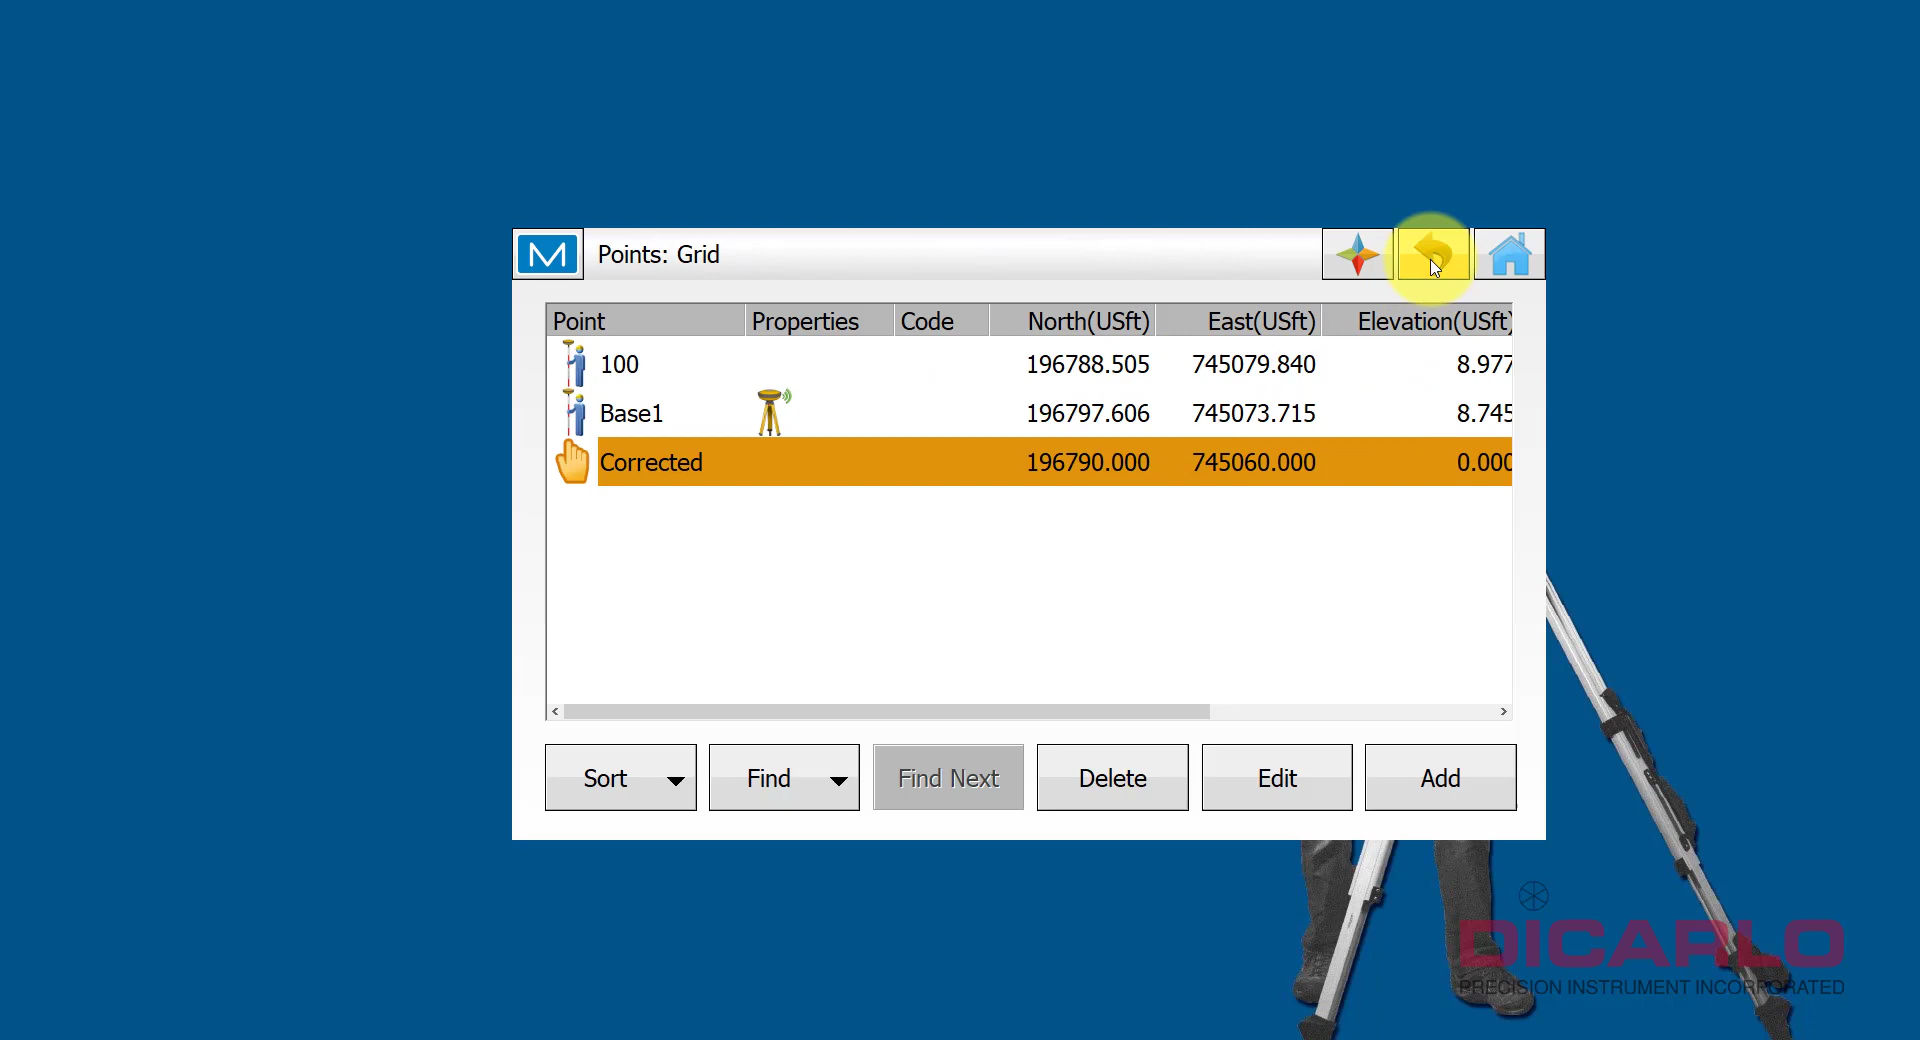 M Points: Grid
Point Properties Code North(USft) East(USft) Elevation(USft)
100 196788.505 745079.840 8.977
Base1 196797.606 745073.715 8.745
Corrected 196790.000 745060.000 0.000
Sort Find Find Next Delete Edit Add
DICARLO
PRECISION INSTRUMENT INCORPORATED